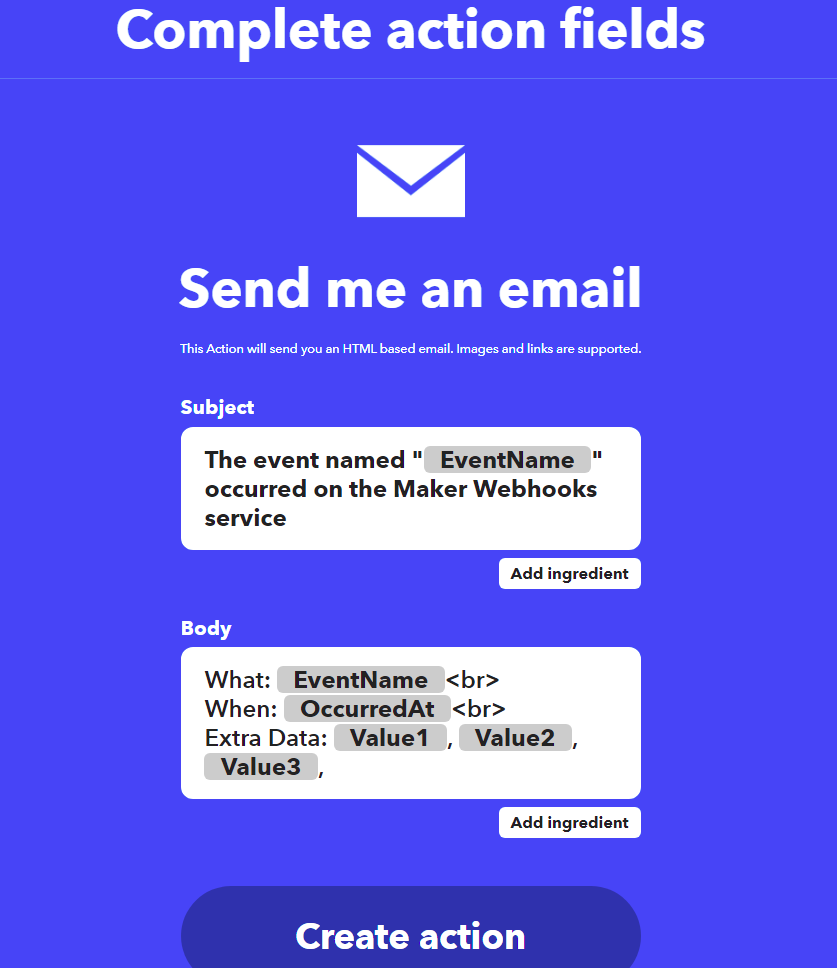 Complete action fields
Send me an email
This Action will send you an HTML based email. Images and links are supported.
Subject
The event named " EventName "
occurred on the Maker Webhooks
service
Add ingredient
Body
What: EventName <br>
When: OccurredAt <br>
Extra Data: Value1 , Value2 ,
Value3 ,
Add ingredient
Create action